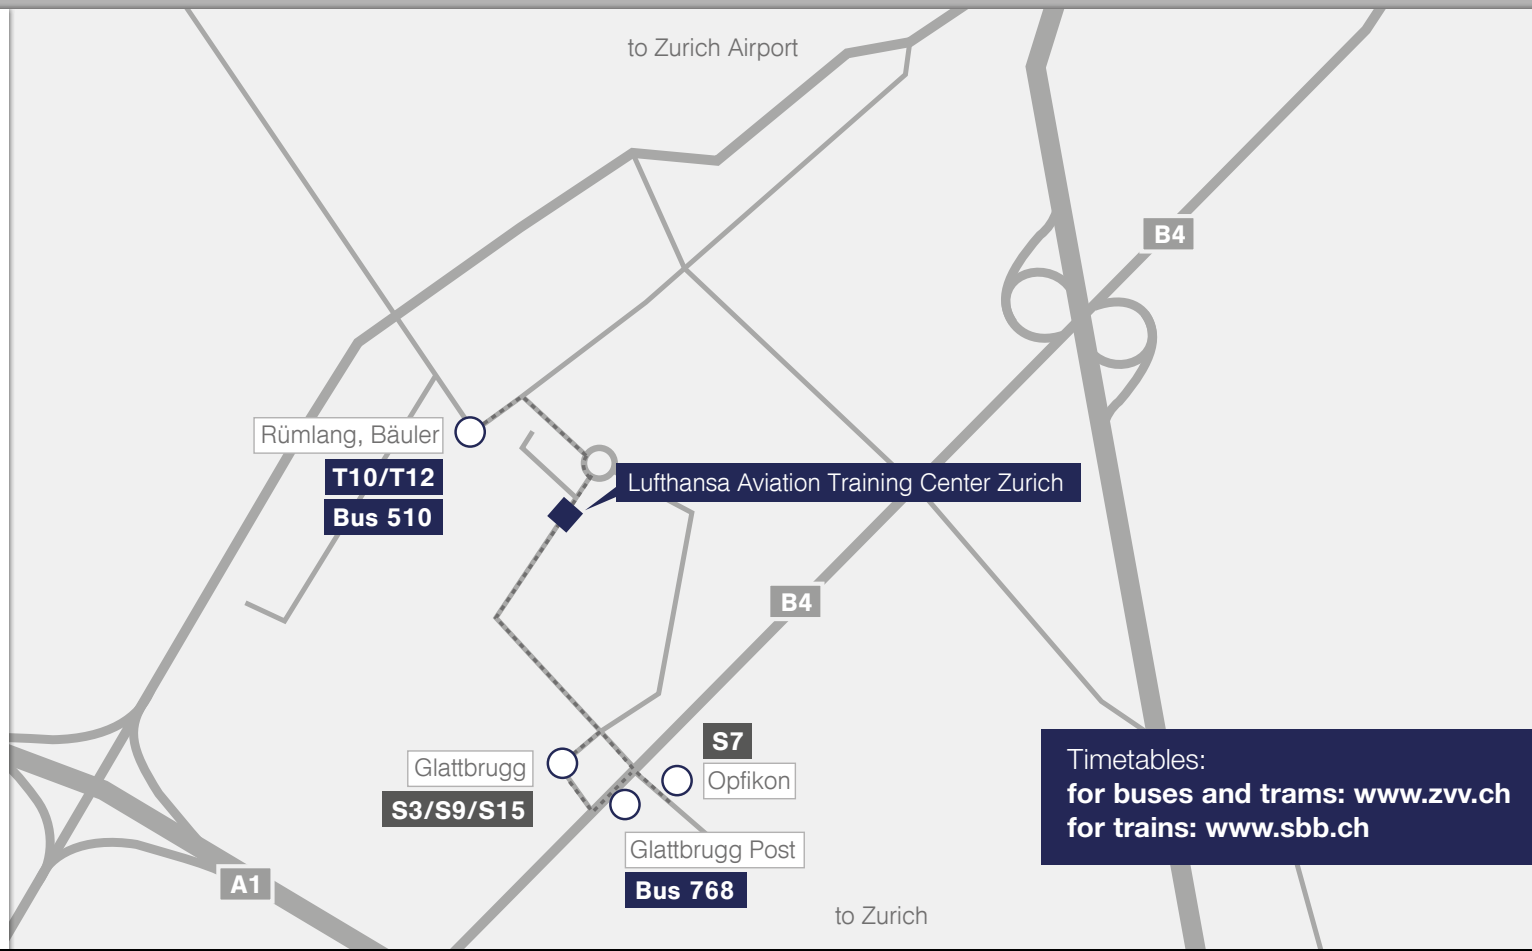 to Zurich Airport
B4
Rümlang, Bäuler
T10/T12
Bus 510
Lufthansa Aviation Training Center Zurich
B4
S7
Opfikon
Glattbrugg
S3/S9/S15
Glattbrugg Post
Bus 768
A1
to Zurich
Timetables:
for buses and trams: www.zvv.ch
for trains: www.sbb.ch